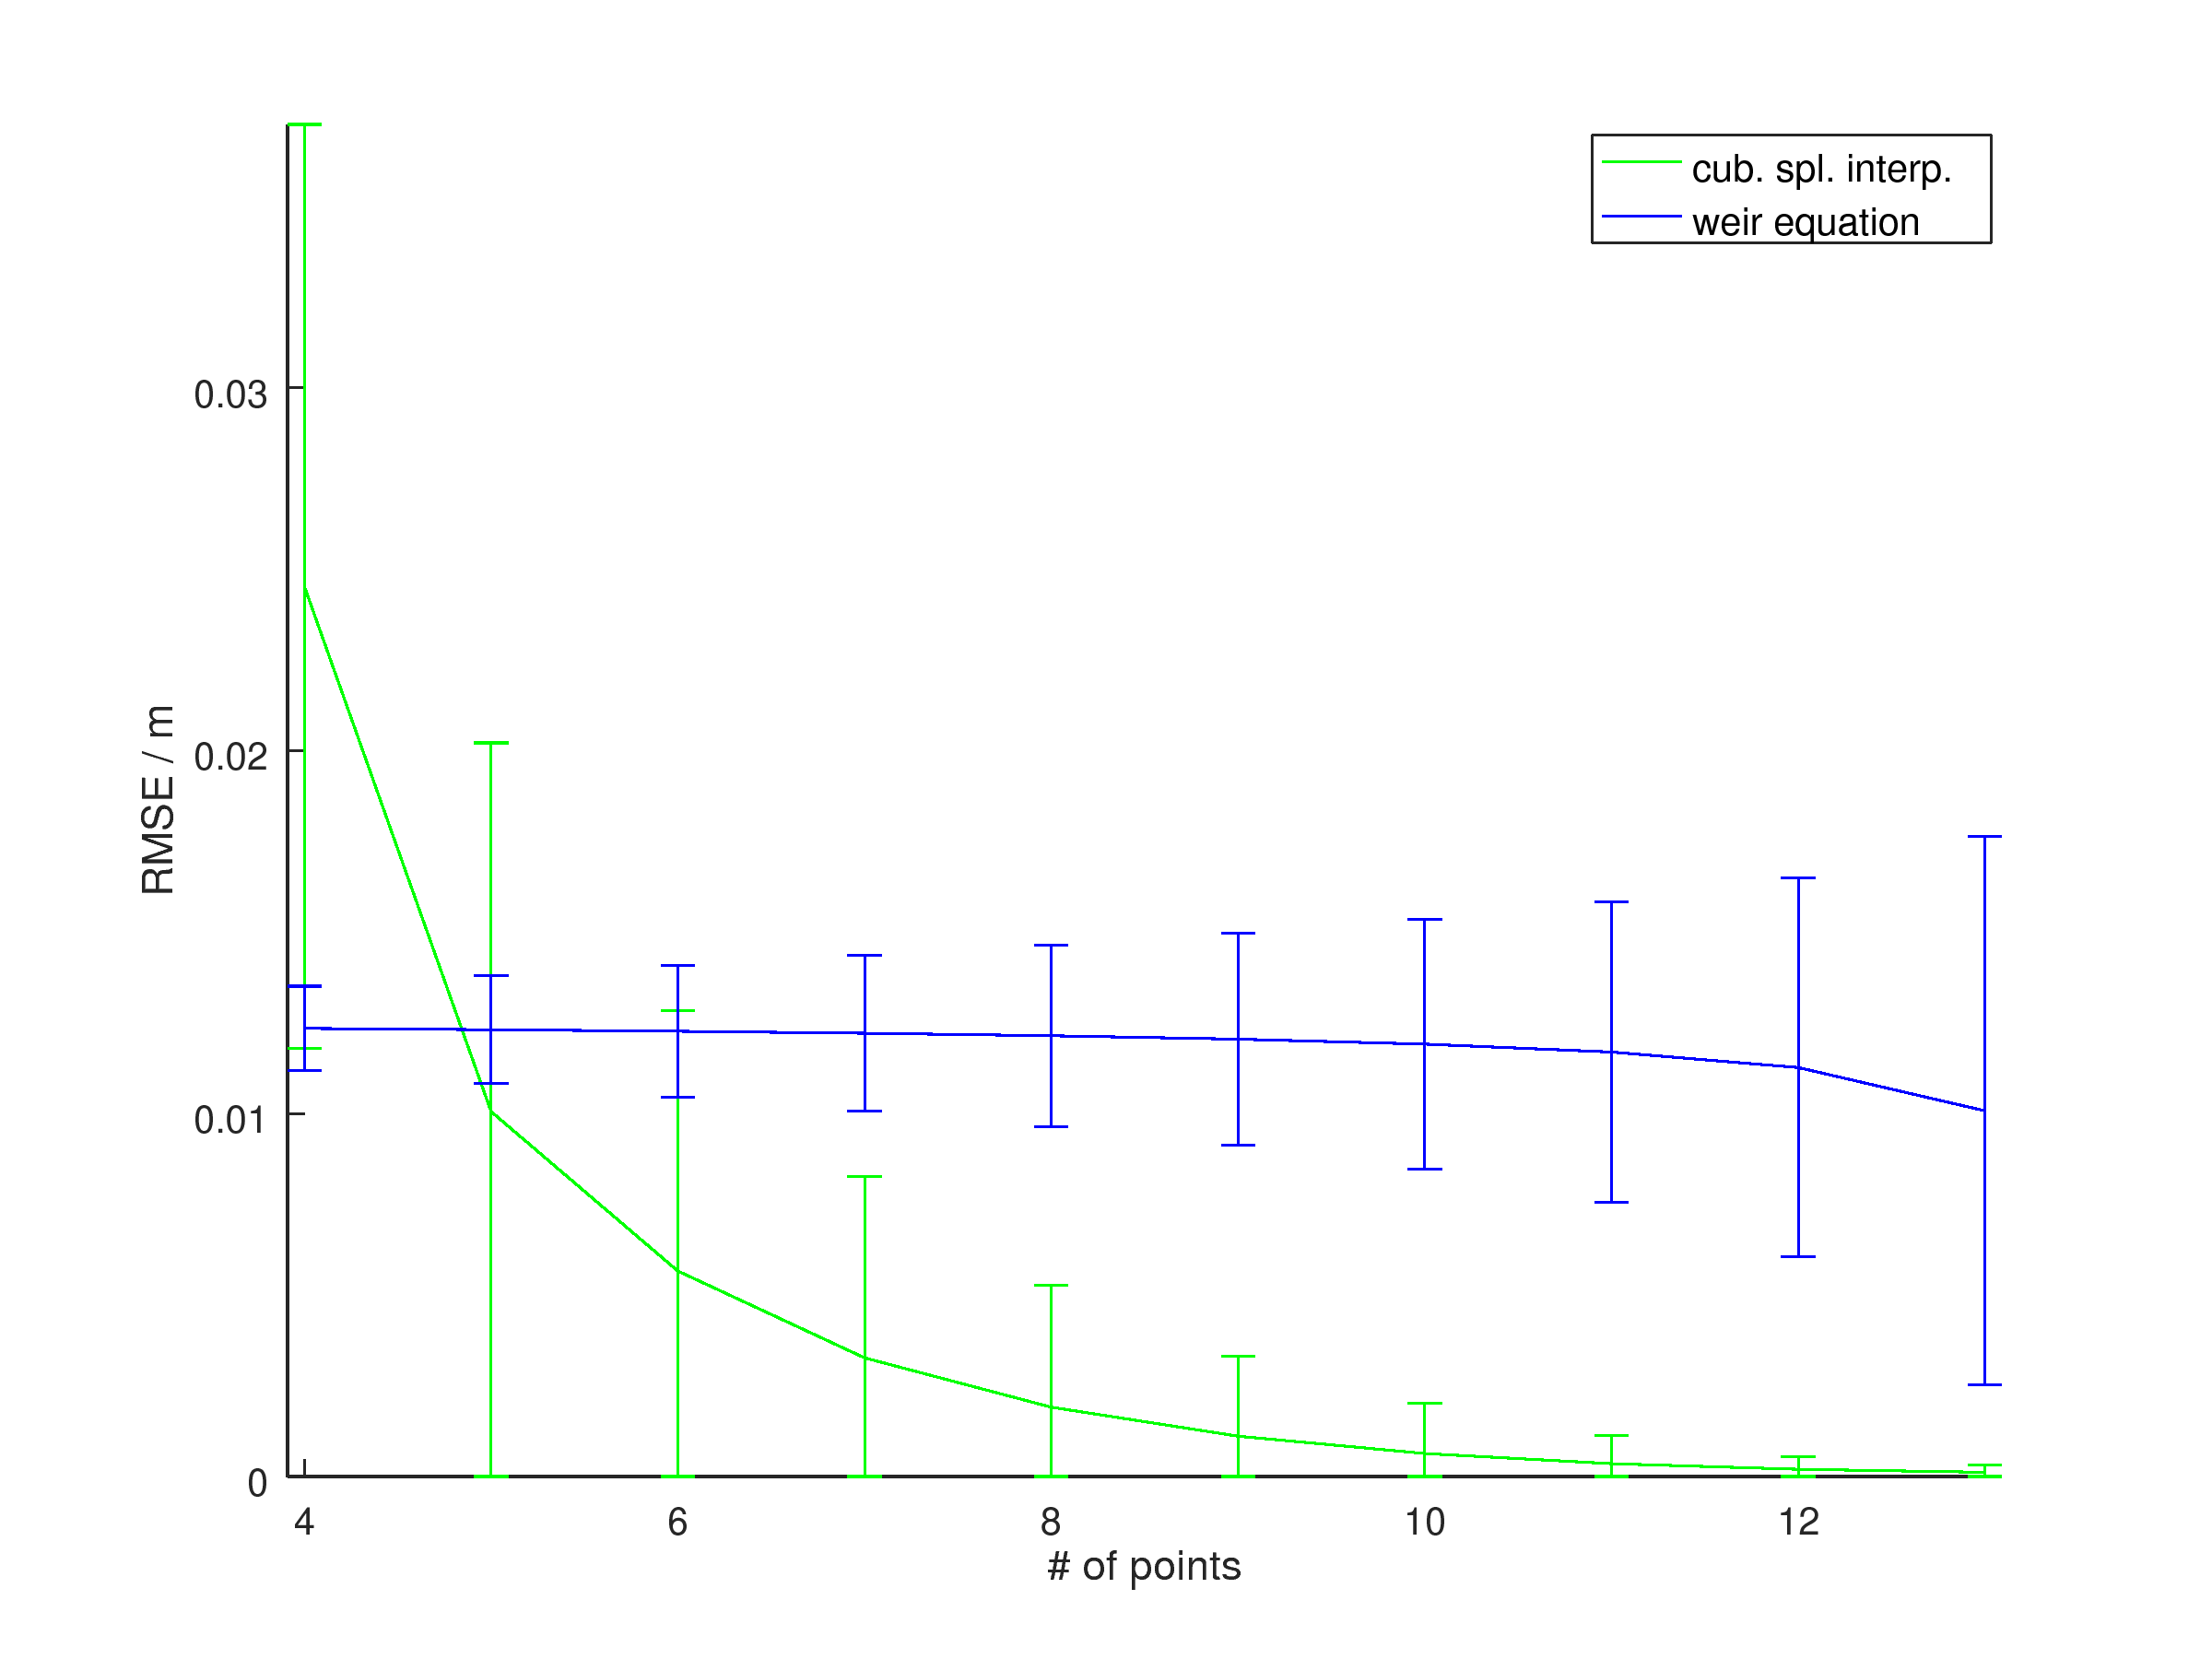 cub. spl. interp.
weir equation
0.03
0.02
0.01
0
RMSE / m
4 6 8 10 12
# of points